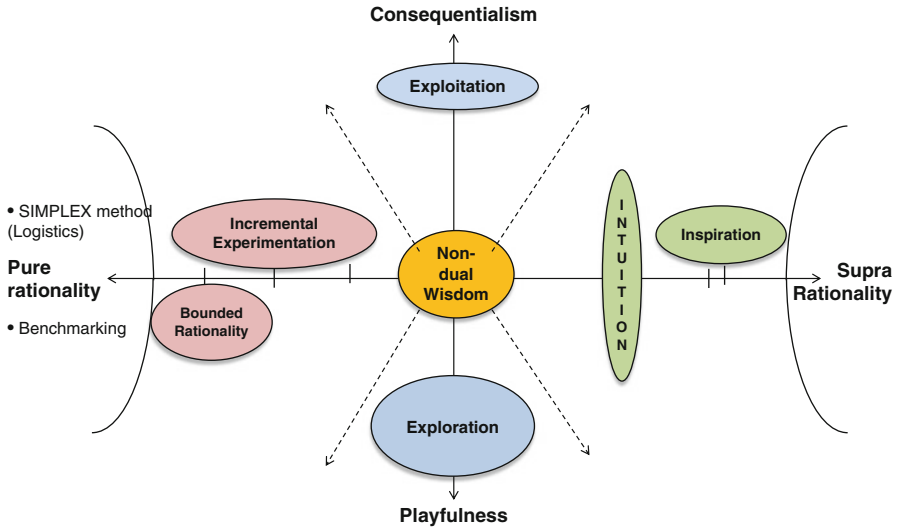 Consequentialism
Exploitation
• SIMPLEX method
(Logistics)
Incremental
Experimentation
Pure
rationality
• Benchmarking
Bounded
Rationality
Non-
dual
Wisdom
INTUITION
Inspiration
Supra
Rationality
Exploration
Playfulness